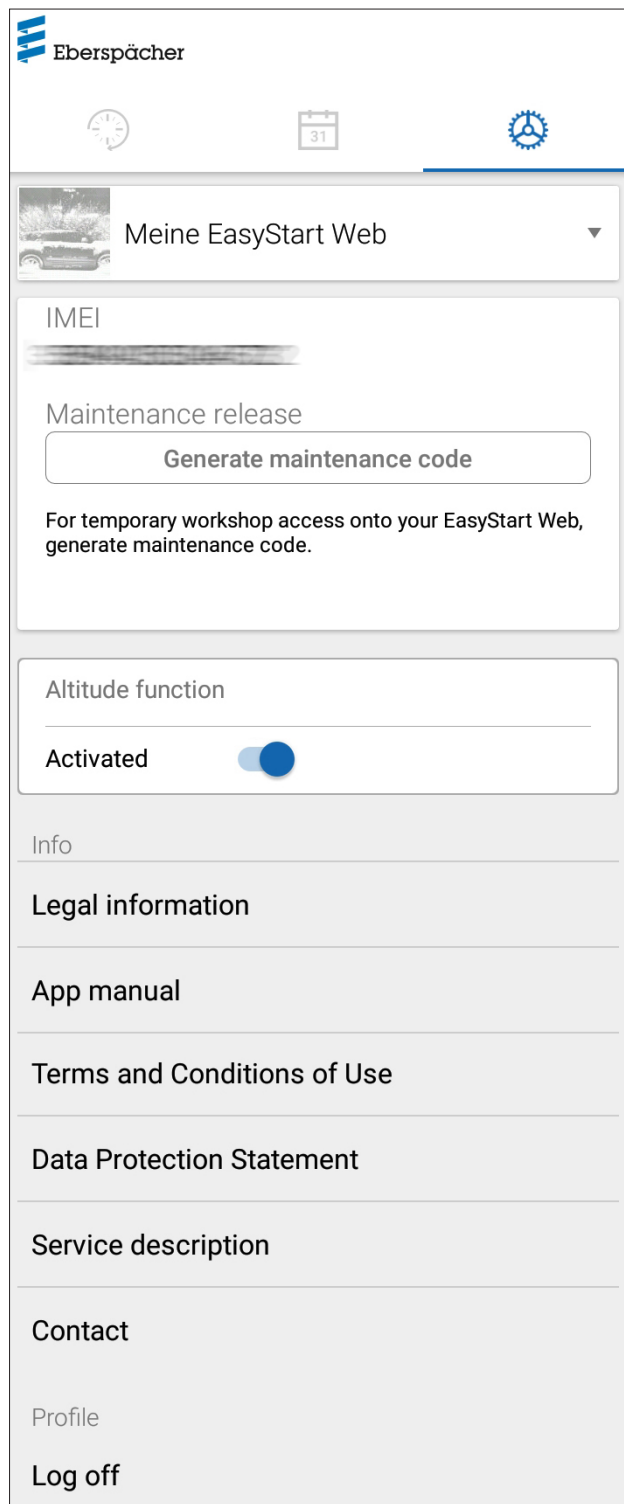 Eberspächer
31
Meine EasyStart Web
IMEI
Maintenance release
Generate maintenance code
For temporary workshop access onto your EasyStart Web,
generate maintenance code.
Altitude function
Activated
Info
Legal information
App manual
Terms and Conditions of Use
Data Protection Statement
Service description
Contact
Profile
Log off